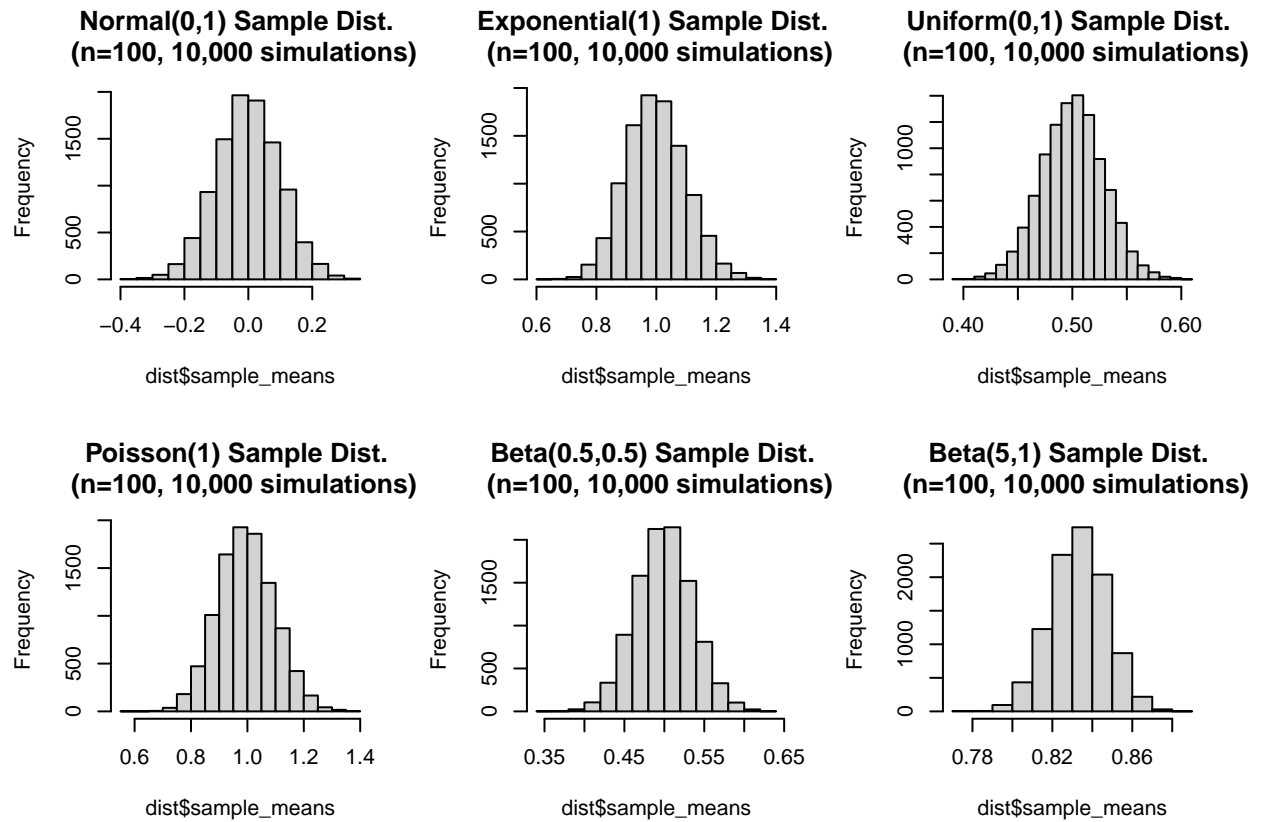 Normal(0,1) Sample Dist.
(n=100, 10,000 simulations)
Frequency
0
500
1500
−0.4 −0.2 0.0 0.2
dist$sample_means
Exponential(1) Sample Dist.
(n=100, 10,000 simulations)
Frequency
0
500
1500
0.6 0.8 1.0 1.2 1.4
dist$sample_means
Uniform(0,1) Sample Dist.
(n=100, 10,000 simulations)
Frequency
0
400
1000
0.40 0.50 0.60
dist$sample_means
Poisson(1) Sample Dist.
(n=100, 10,000 simulations)
Frequency
0
500
1500
0.6 0.8 1.0 1.2 1.4
dist$sample_means
Beta(0.5,0.5) Sample Dist.
(n=100, 10,000 simulations)
Frequency
0
500
1500
0.35 0.45 0.55 0.65
dist$sample_means
Beta(5,1) Sample Dist.
(n=100, 10,000 simulations)
Frequency
0
1000
2000
0.78 0.82 0.86
dist$sample_means